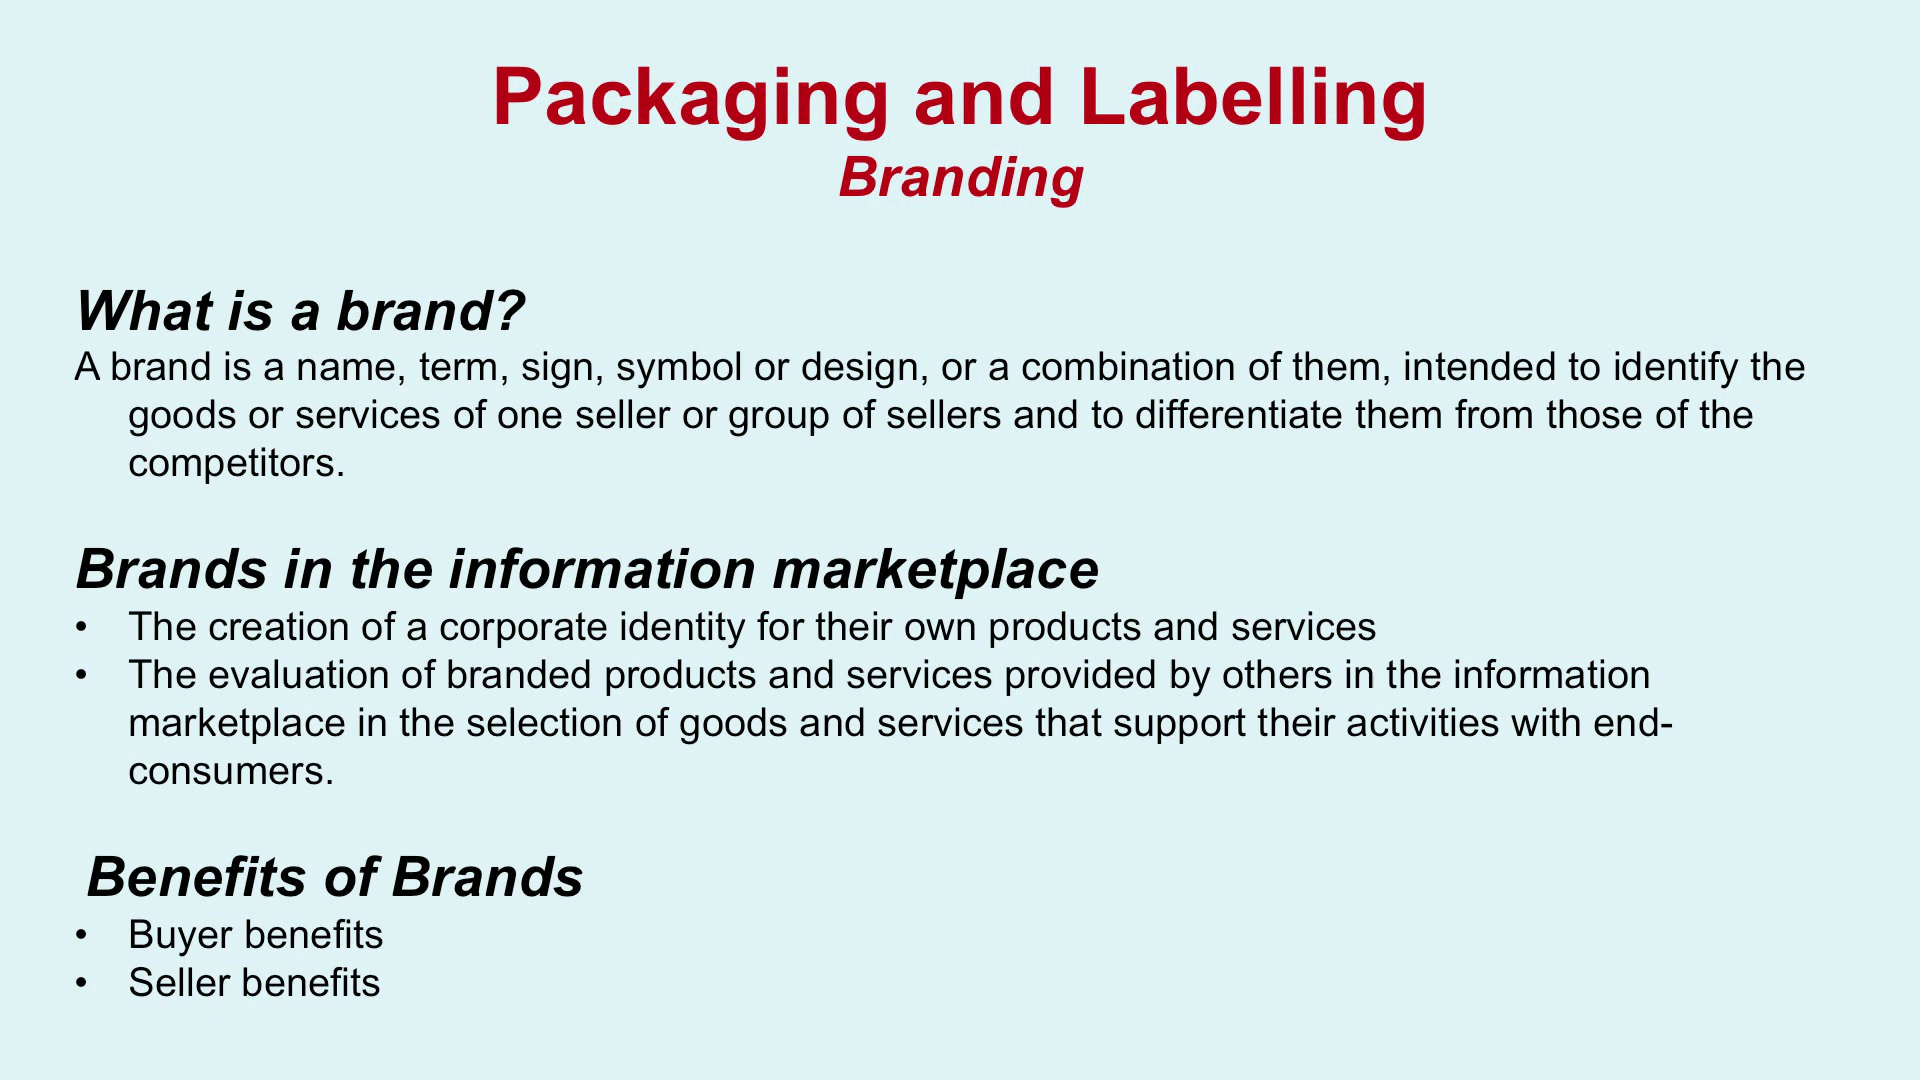 Packaging and Labelling
Branding
What is a brand?
A brand is a name, term, sign, symbol or design, or a combination of them, intended to identify the
goods or services of one seller or group of sellers and to differentiate them from those of the
competitors.
Brands in the information marketplace
• The creation of a corporate identity for their own products and services
• The evaluation of branded products and services provided by others in the information
marketplace in the selection of goods and services that support their activities with end-
consumers.
Benefits of Brands
• Buyer benefits
• Seller benefits